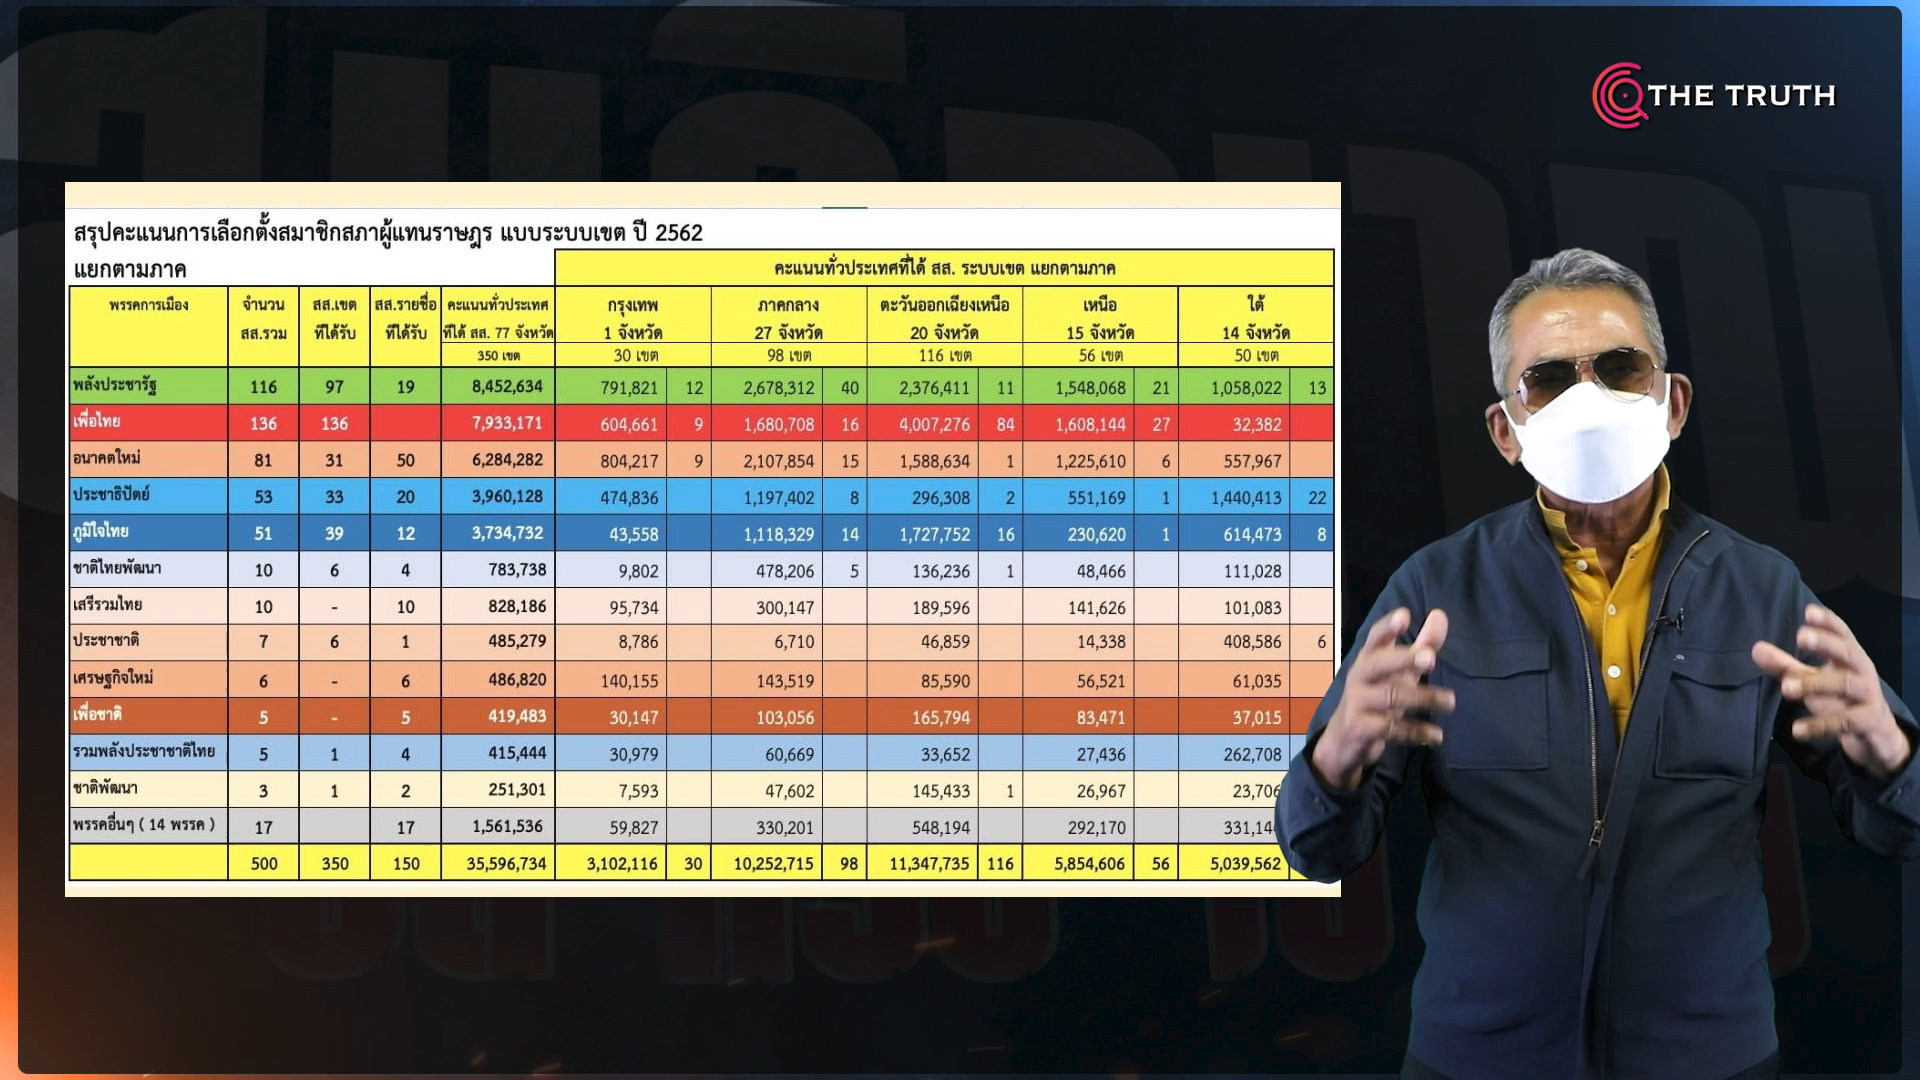 THE TRUTH
สรุปคะแนนการเลือกตั้งสมาชิกสภาผู้แทนราษฎร แบบระบบเขต ปี 2562
แยกตามภาค
คะแนนทั่วประเทศที่ได้ สส. ระบบเขต แยกตามภาค
พรรคการเมือง จำนวน สส.เขต สส.รายชื่อ คะแนนทั่วประเทศ กรุงเทพ ภาคกลาง ตะวันออกเฉียงเหนือ เหนือ ใต้
สส.รวม ที่ได้รับ ที่ได้รับ ที่ได้ สส. 77 จังหวัด 1 จังหวัด 27 จังหวัด 20 จังหวัด 15 จังหวัด 14 จังหวัด
350 เขต 30 เขต 98 เขต 116 เขต 56 เขต 50 เขต
พลังประชารัฐ 116 97 19 8,452,634 791,821 12 2,678,312 40 2,376,411 11 1,548,068 21 1,058,022 13
เพื่อไทย 136 136 7,933,171 604,661 9 1,680,708 16 4,007,276 84 1,608,144 27 32,382
อนาคตใหม่ 81 31 50 6,284,282 804,217 9 2,107,854 15 1,588,634 1 1,225,610 6 557,967
ประชาธิปัตย์ 53 33 20 3,960,128 474,836 1,197,402 8 296,308 2 551,169 1 1,440,413 22
ภูมิใจไทย 51 39 12 3,734,732 43,558 1,118,329 14 1,727,752 16 230,620 1 614,473 8
ชาติไทยพัฒนา 10 6 4 783,738 9,802 478,206 5 136,236 1 48,466 111,028
เสรีรวมไทย 10 - 10 828,186 95,734 300,147 189,596 141,626 101,083
ประชาชาติ 7 6 1 485,279 8,786 6,710 46,859 14,338 408,586 6
เศรษฐกิจใหม่ 6 - 6 486,820 140,155 143,519 85,590 56,521 61,035
เพื่อชาติ 5 - 5 419,483 30,147 103,056 165,794 83,471 37,015
รวมพลังประชาชาติไทย 5 1 4 415,444 30,979 60,669 33,652 27,436 262,708
ชาติพัฒนา 3 1 2 251,301 7,593 47,602 145,433 1 26,967 23,706
พรรคอื่นๆ ( 14 พรรค ) 17 17 1,561,536 59,827 330,201 548,194 292,170
500 350 150 35,596,734 3,102,116 30 10,252,715 98 11,347,735 116 5,854,606 56 5,039,562